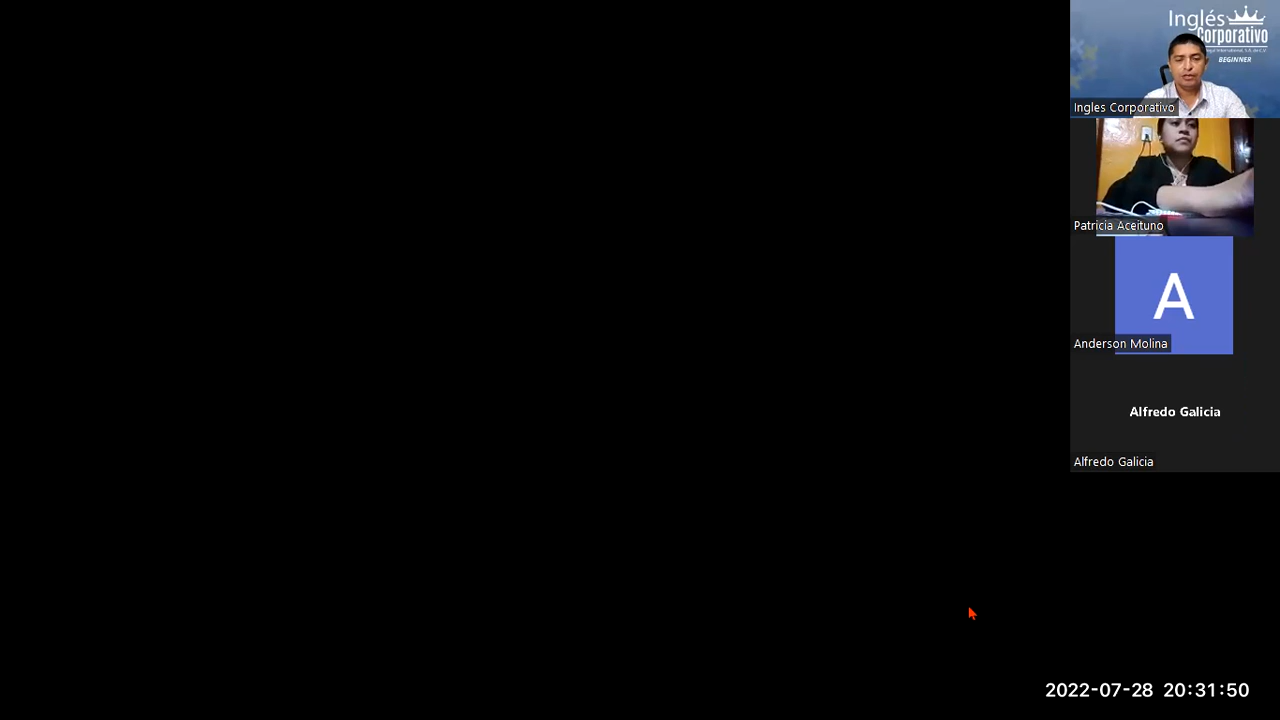 Inglés
Corporativo
BEGINNER
Ingles Corporativo
Patricia Aceituno
A
Anderson Molina
Alfredo Galicia
Alfredo Galicia
2022-07-28 20:31:50